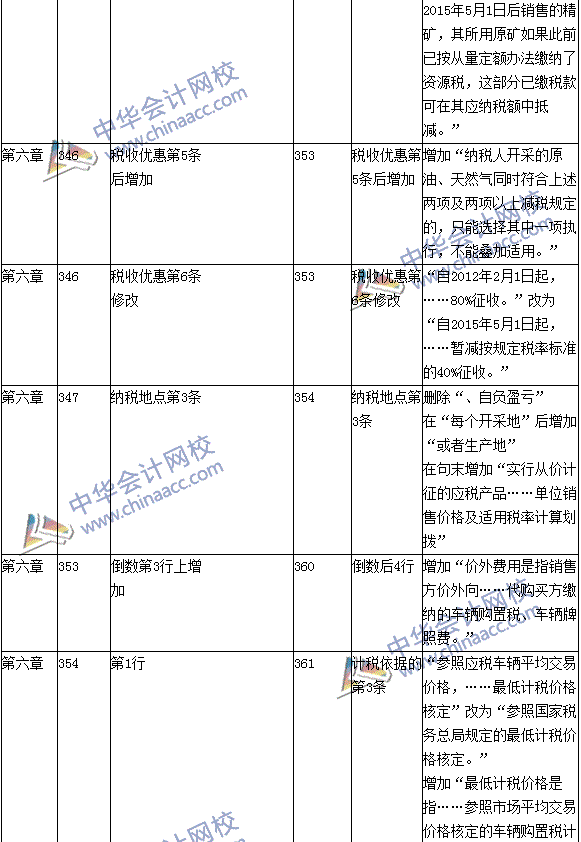 2015年5月1日后销售的精
矿，其所用原矿如果此前
已按从量定额办法缴纳了
资源税，这部分已缴税款
可在其应纳税额中抵
减。”
第六章 346 税收优惠第5条 353 税收优惠第 增加“纳税人开采的原
后增加 5条后增加 油、天然气同时符合上述
两项及两项以上减税规定
的，只能选择其中一项执
行，不能叠加适用。”
第六章 346 税收优惠第6条 353 税收优惠第 “自2012年2月1日起，
修改 6条修改 ……80%征收。”改为
“自2015年5月1日起，
……暂减按规定税率标准
的40%征收。”
第六章 347 纳税地点第3条 354 纳税地点第 删除“、自负盈亏”
3条 在“每个开采地”后增加
“或者生产地”
在句末增加“实行从价计
征的应税产品……单位销
售价格及适用税率计算划
拨”
第六章 353 倒数第3行上增 360 倒数后4行 增加“价外费用是指销售
加 方价外向……代购买方缴
纳的车辆购置税、车辆牌
照费。”
第六章 354 第1行 361 计税依据的 “参照应税车辆平均交易
第3条 价格，……最低计税价格
核定”改为“参照国家税
务总局规定的最低计税价
格核定。”
增加“最低计税价格是
指……参照市场平均交易
价格核定的车辆购置税计
中华会计网校
www.chinaacc.com
中华会计网校
www.chinaacc.com
中华会计网校
www.chinaacc.com
中华会计网校
www.chinaacc.com
中华会计网校